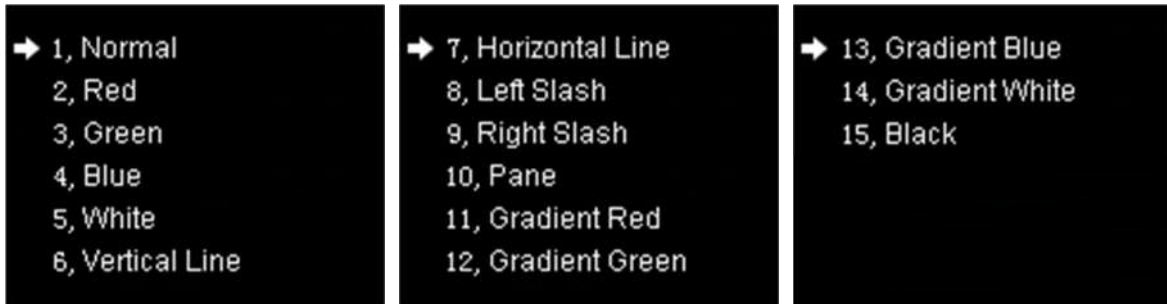 1, Normal
2, Red
3, Green
4, Blue
5, White
6, Vertical Line
7, Horizontal Line
8, Left Slash
9, Right Slash
10, Pane
11, Gradient Red
12, Gradient Green
13, Gradient Blue
14, Gradient White
15, Black